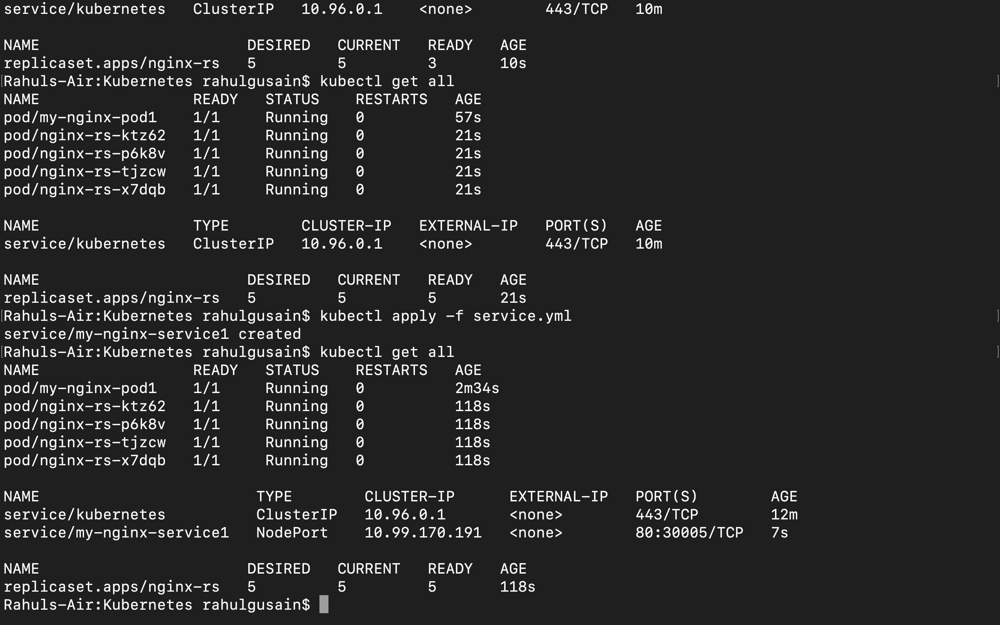 service/kubernetes   ClusterIP   10.96.0.1    <none>        443/TCP   10m

NAME                       DESIRED   CURRENT   READY   AGE
replicaset.apps/nginx-rs   5         5         3       10s
[Rahuls-Air:Kubernetes rahulgusain$ kubectl get all ]
NAME                 READY   STATUS    RESTARTS   AGE
pod/my-nginx-pod1    1/1     Running   0          57s
pod/nginx-rs-ktz62   1/1     Running   0          21s
pod/nginx-rs-p6k8v   1/1     Running   0          21s
pod/nginx-rs-tjzcw   1/1     Running   0          21s
pod/nginx-rs-x7dqb   1/1     Running   0          21s

NAME                 TYPE        CLUSTER-IP   EXTERNAL-IP   PORT(S)   AGE
service/kubernetes   ClusterIP   10.96.0.1    <none>        443/TCP   10m

NAME                       DESIRED   CURRENT   READY   AGE
replicaset.apps/nginx-rs   5         5         5       21s
[Rahuls-Air:Kubernetes rahulgusain$ kubectl apply -f service.yml ]
service/my-nginx-service1 created
[Rahuls-Air:Kubernetes rahulgusain$ kubectl get all ]
NAME                 READY   STATUS    RESTARTS   AGE
pod/my-nginx-pod1    1/1     Running   0          2m34s
pod/nginx-rs-ktz62   1/1     Running   0          118s
pod/nginx-rs-p6k8v   1/1     Running   0          118s
pod/nginx-rs-tjzcw   1/1     Running   0          118s
pod/nginx-rs-x7dqb   1/1     Running   0          118s

NAME                        TYPE        CLUSTER-IP      EXTERNAL-IP   PORT(S)        AGE
service/kubernetes          ClusterIP   10.96.0.1       <none>        443/TCP        12m
service/my-nginx-service1   NodePort    10.99.170.191   <none>        80:30005/TCP   7s

NAME                       DESIRED   CURRENT   READY   AGE
replicaset.apps/nginx-rs   5         5         5       118s
Rahuls-Air:Kubernetes rahulgusain$